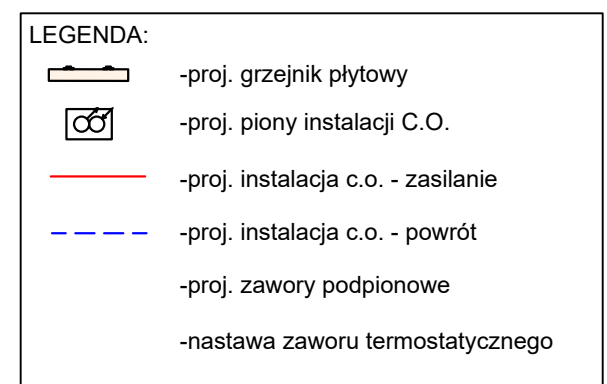 LEGENDA:
-proj. grzejnik płytowy
-proj. piony instalacji C.O.
-proj. instalacja c.o. - zasilanie
-proj. instalacja c.o. - powrót
-proj. zawory podpionowe
-nastawa zaworu termostatycznego